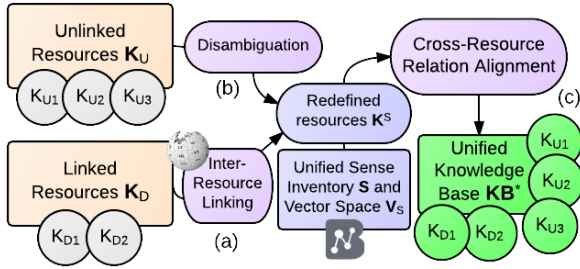 Unlinked
Resources K_U
K_U1 K_U2 K_U3
Disambiguation
(b)
Cross-Resource
Relation Alignment
(c)
Redefined
resources K^S
Linked
Resources K_D
K_D1 K_D2
Inter-
Resource
Linking
(a)
Unified Sense
Inventory S and
Vector Space V_S
Unified
Knowledge
Base KB*
K_U1
K_U2
K_U3
K_D1 K_D2